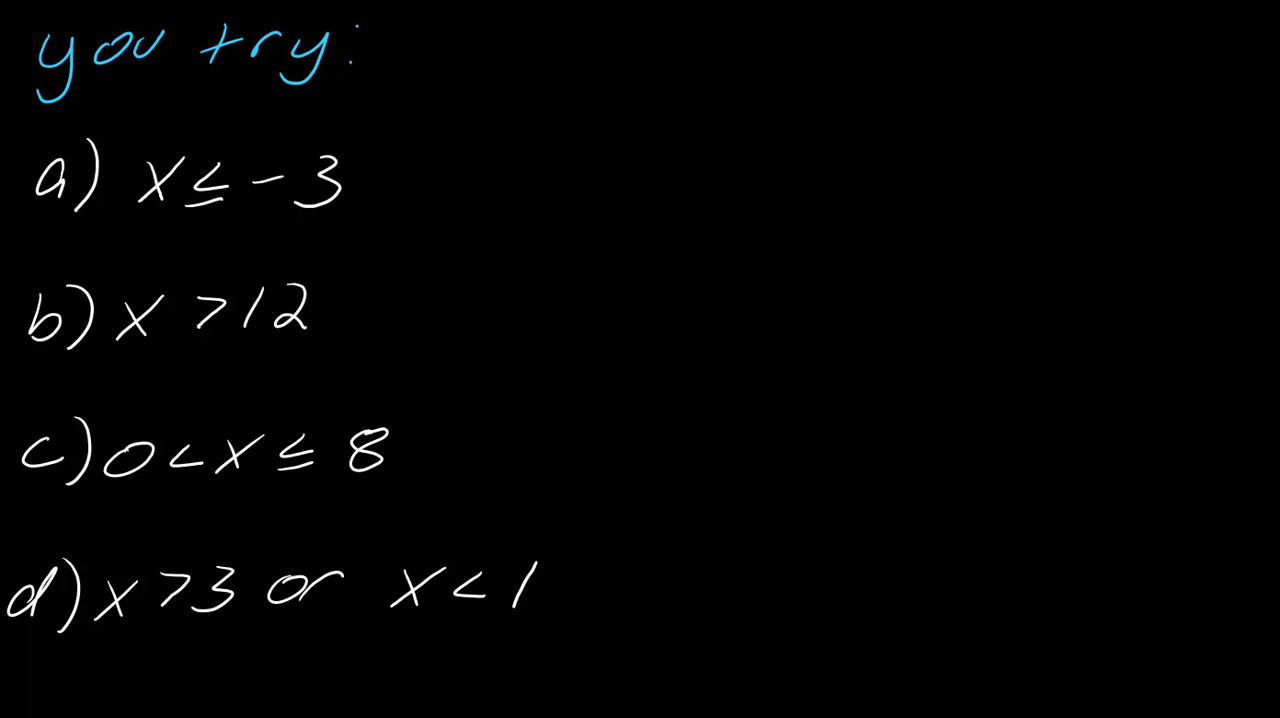 you try:
a) x ≤ -3
b) x > 12
c) 0 < x ≤ 8
d) x > 3 or x < 1